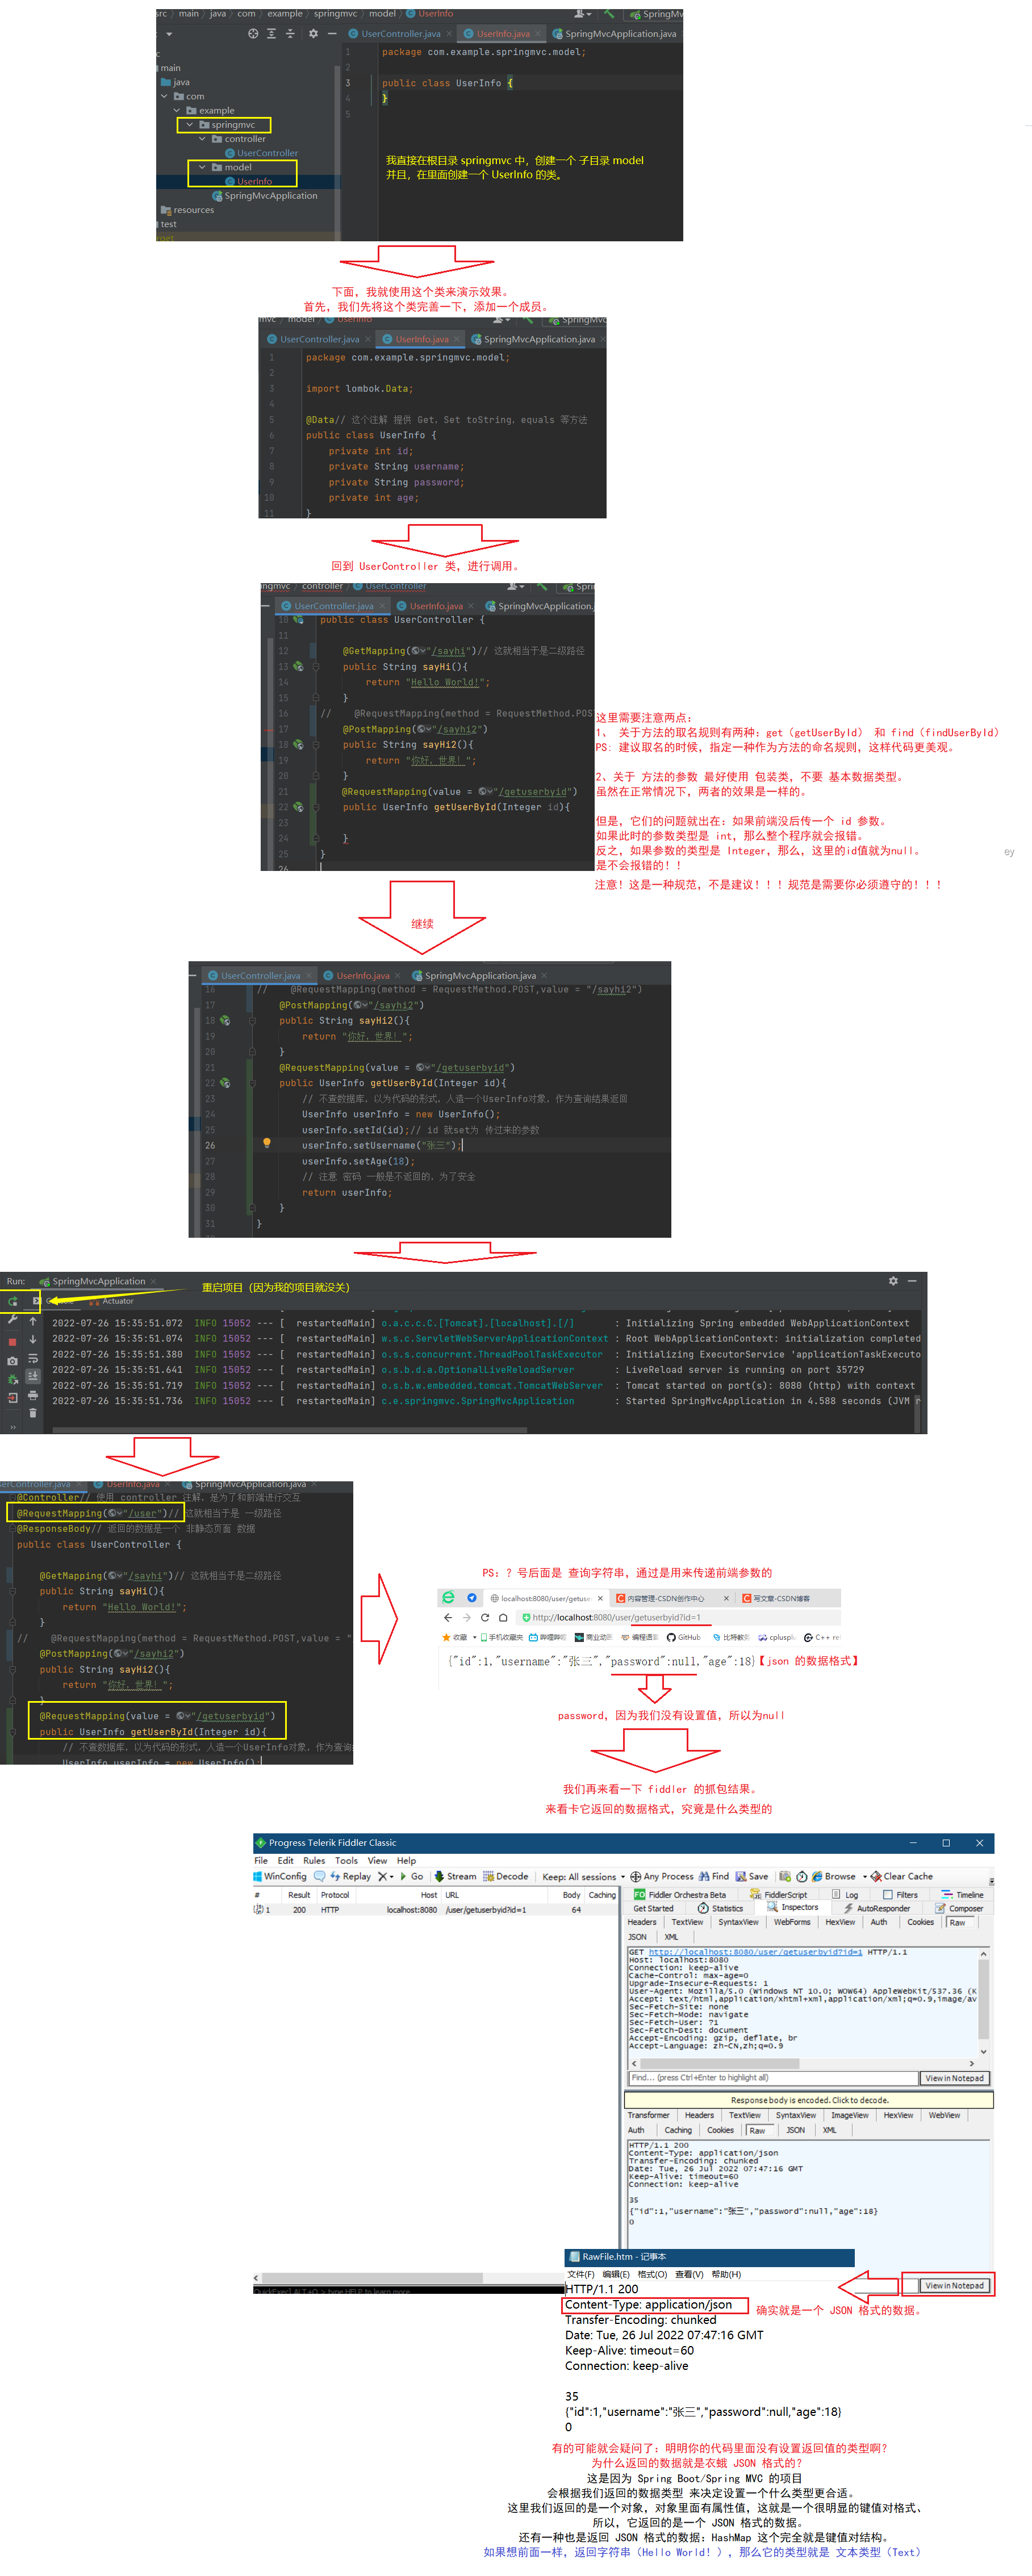 src 〉 main 〉 java 〉 com 〉 example 〉 springmvc 〉 model 〉 UserInfo
UserController.java × UserInfo.java × SpringMvcApplication.java
main
java
com
example
springmvc
controller
UserController
model
UserInfo
SpringMvcApplication
resources
test
1 package com.example.springmvc.model;
2
3 public class UserInfo {
4 }
5
我直接在根目录 springmvc 中，创建一个 子目录 model
并且，在里面创建一个 UserInfo 的类。
下面，我就使用这个类来演示效果。
首先，我们先将这个类完善一下，添加一个成员。
UserController.java × UserInfo.java × SpringMvcApplication.java ×
1 package com.example.springmvc.model;
2
3 import lombok.Data;
4
5 @Data// 这个注解 提供 Get、Set toString、equals 等方法
6 public class UserInfo {
7 private int id;
8 private String username;
9 private String password;
10 private int age;
11 }
回到 UserController 类，进行调用。
controller 〉 UserController
UserController.java × UserInfo.java × SpringMvcApplication.
10 public class UserController {
11
12 @GetMapping("/sayhi")// 这就相当于是二级路径
13 public String sayHi(){
14 return "Hello World!";
15 }
16 // @RequestMapping(method = RequestMethod.POS
17 @PostMapping("/sayhi2")
18 public String sayHi2(){
19 return "你好，世界！";
20 }
21 @RequestMapping(value = "/getuserbyid")
22 public UserInfo getUserById(Integer id){
23
24 }
25 }
26
这里需要注意两点：
1、 关于方法的取名规则有两种：get（getUserById） 和 find（findUserById）
PS: 建议取名的时候，指定一种作为方法的命名规则，这样代码更美观。
2、关于 方法的参数 最好使用 包装类，不要 基本数据类型。
虽然在正常情况下，两者的效果是一样的。
但是，它们的问题就出在：如果前端没后传一个 id 参数。
如果此时的参数类型是 int，那么整个程序就会报错。
反之，如果参数的类型是 Integer，那么，这里的id值就为null。
是不会报错的！！
注意！这是一种规范，不是建议！！！规范是需要你必须遵守的！！！
ey
继续
UserController.java × UserInfo.java × SpringMvcApplication.java ×
16 // @RequestMapping(method = RequestMethod.POST,value = "/sayhi2")
17 @PostMapping("/sayhi2")
18 public String sayHi2(){
19 return "你好，世界！";
20 }
21 @RequestMapping(value = "/getuserbyid")
22 public UserInfo getUserById(Integer id){
23 // 不查数据库，以为代码的形式，人造一个UserInfo对象，作为查询结果返回
24 UserInfo userInfo = new UserInfo();
25 userInfo.setId(id);// id 就set为 传过来的参数
26 userInfo.setUsername("张三");
27 userInfo.setAge(18);
28 // 注意 密码 一般是不返回的，为了安全
29 return userInfo;
30 }
31 }
Run: SpringMvcApplication ×
重启项目（因为我的项目就没关）
Actuator
2022-07-26 15:35:51.072 INFO 15052 --- [ restartedMain] o.a.c.c.C.[Tomcat].[localhost].[/] : Initializing Spring embedded WebApplicationContext
2022-07-26 15:35:51.074 INFO 15052 --- [ restartedMain] w.s.c.ServletWebServerApplicationContext : Root WebApplicationContext: initialization completed
2022-07-26 15:35:51.380 INFO 15052 --- [ restartedMain] o.s.s.concurrent.ThreadPoolTaskExecutor : Initializing ExecutorService 'applicationTaskExecuto
2022-07-26 15:35:51.641 INFO 15052 --- [ restartedMain] o.s.b.d.a.OptionalLiveReloadServer : LiveReload server is running on port 35729
2022-07-26 15:35:51.719 INFO 15052 --- [ restartedMain] o.s.b.w.embedded.tomcat.TomcatWebServer : Tomcat started on port(s): 8080 (http) with context
2022-07-26 15:35:51.736 INFO 15052 --- [ restartedMain] c.e.springmvc.SpringMvcApplication : Started SpringMvcApplication in 4.588 seconds (JVM r
@Controller// 使用 controller 注解，是为了和前端进行交互
@RequestMapping("/user")// 这就相当于是 一级路径
@ResponseBody// 返回的数据是一个 非静态页面 数据
public class UserController {
@GetMapping("/sayhi")// 这就相当于是二级路径
public String sayHi(){
return "Hello World!";
}
// @RequestMapping(method = RequestMethod.POST,value = "
@PostMapping("/sayhi2")
public String sayHi2(){
return "你好，世界！";
}
@RequestMapping(value = "/getuserbyid")
public UserInfo getUserById(Integer id){
// 不查数据库，以为代码的形式，人造一个UserInfo对象，作为查询
UserInfo userInfo = new UserInfo();
PS: ？号后面是 查询字符串，通过是用来传递前端参数的
localhost:8080/user/getuser × 内容管理-CSDN创作中心 × 写文章-CSDN博客
http://localhost:8080/user/getuserbyid?id=1
收藏 手机收藏夹 哔哩哔哩 商业动画 编程语言 GitHub 比特教务 cplusplu C++ ref
{"id":1,"username":"张三","password":null,"age":18}【json 的数据格式】
password，因为我们没有设置值，所以为null
我们再来看一下 fiddler 的抓包结果。
来看卡它返回的数据格式，究竟是什么类型的
Progress Telerik Fiddler Classic
File Edit Rules Tools View Help
WinConfig Replay Go Stream Decode Keep: All sessions Any Process Find Save Browse Clear Cache
# Result Protocol Host URL Body Caching
1 200 HTTP localhost:8080 /user/getuserbyid?id=1 64
Fiddler Orchestra Beta FiddlerScript Log Filters Timeline
Get Started Statistics Inspectors AutoResponder Composer
Headers TextView SyntaxView WebForms HexView Auth Cookies Raw
JSON XML
GET http://localhost:8080/user/getuserbyid?id=1 HTTP/1.1
Host: localhost:8080
Connection: keep-alive
Cache-Control: max-age=0
Upgrade-Insecure-Requests: 1
User-Agent: Mozilla/5.0 (Windows NT 10.0; WOW64) AppleWebKit/537.36 (K
Accept: text/html,application/xhtml+xml,application/xml;q=0.9,image/av
Sec-Fetch-Site: none
Sec-Fetch-Mode: navigate
Sec-Fetch-User: ?1
Sec-Fetch-Dest: document
Accept-Encoding: gzip, deflate, br
Accept-Language: zh-CN,zh;q=0.9
Find... (press Ctrl+Enter to highlight all) View in Notepad
Response body is encoded. Click to decode.
Transformer Headers TextView SyntaxView ImageView HexView WebView
Auth Caching Cookies Raw JSON XML
HTTP/1.1 200
Content-Type: application/json
Transfer-Encoding: chunked
Date: Tue, 26 Jul 2022 07:47:16 GMT
Keep-Alive: timeout=60
Connection: keep-alive
35
{"id":1,"username":"张三","password":null,"age":18}
0
View in Notepad
QuickExec] ALT+Q > type HELP to learn more
RawFile.htm - 记事本
文件(F) 编辑(E) 格式(O) 查看(V) 帮助(H)
HTTP/1.1 200
Content-Type: application/json
确实就是一个 JSON 格式的数据。
Transfer-Encoding: chunked
Date: Tue, 26 Jul 2022 07:47:16 GMT
Keep-Alive: timeout=60
Connection: keep-alive
35
{"id":1,"username":"张三","password":null,"age":18}
0
有的可能就会疑问了：明明你的代码里面没有设置返回值的类型啊？
为什么返回的数据就是衣蛾 JSON 格式的？
这是因为 Spring Boot/Spring MVC 的项目
会根据我们返回的数据类型 来决定设置一个什么类型更合适。
这里我们返回的是一个对象，对象里面有属性值，这就是一个很明显的键值对格式、
所以，它返回的是一个 JSON 格式的数据。
还有一种也是返回 JSON 格式的数据：HashMap 这个完全就是键值对结构。
如果想前面一样，返回字符串（Hello World！），那么它的类型就是 文本类型（Text）